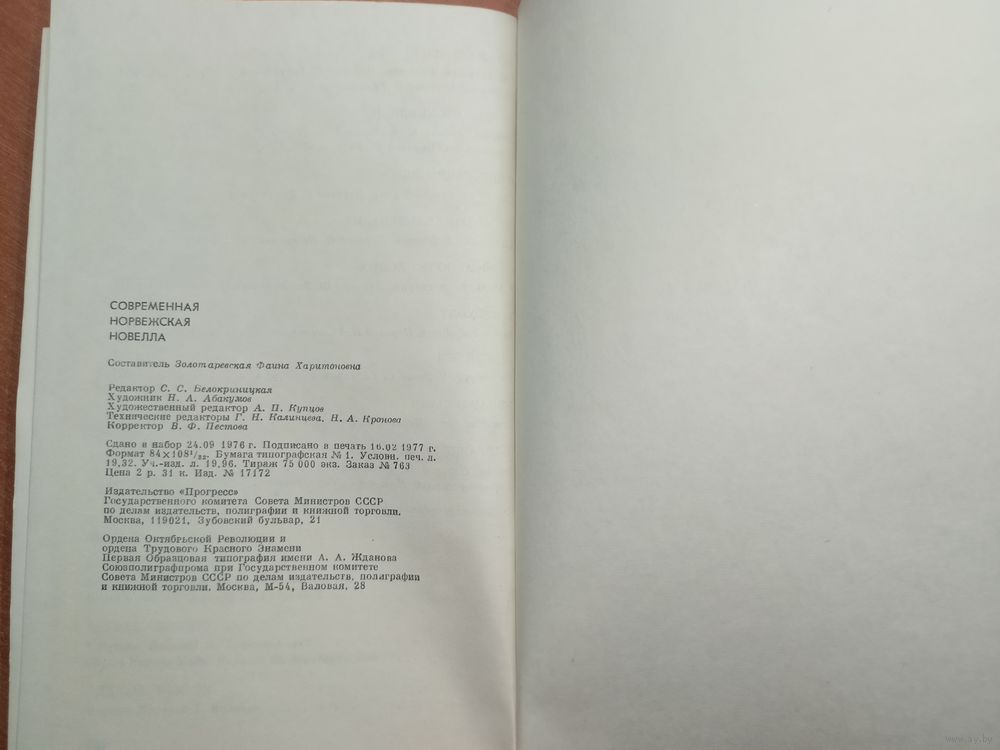 СОВРЕМЕННАЯ
НОРВЕЖСКАЯ
НОВЕЛЛА
Составитель Золотаревская Фаина Харитоновна
Редактор С. С. Белокриницкая
Художник Н. А. Абакумов
Художественный редактор А. П. Купцов
Технические редакторы Г. Н. Калинцева, Н. А. Кронова
Корректор В. Ф. Пестова
Сдано в набор 24.09 1976 г. Подписано в печать 16.02 1977 г.
Формат 84×108¹/₃₂. Бумага типографская № 1. Условн. печ. л.
19,32. Уч.-изд. л. 19,96. Тираж 75 000 экз. Заказ № 763
Цена 2 р. 31 к. Изд. № 17172
Издательство «Прогресс»
Государственного комитета Совета Министров СССР
по делам издательств, полиграфии и книжной торговли.
Москва, 119021, Зубовский бульвар, 21
Ордена Октябрьской Революции и
ордена Трудового Красного Знамени
Первая Образцовая типография имени А. А. Жданова
Союзполиграфпрома при Государственном комитете
Совета Министров СССР по делам издательств, полиграфии
и книжной торговли. Москва, М-54, Валовая, 28
www.ay.by